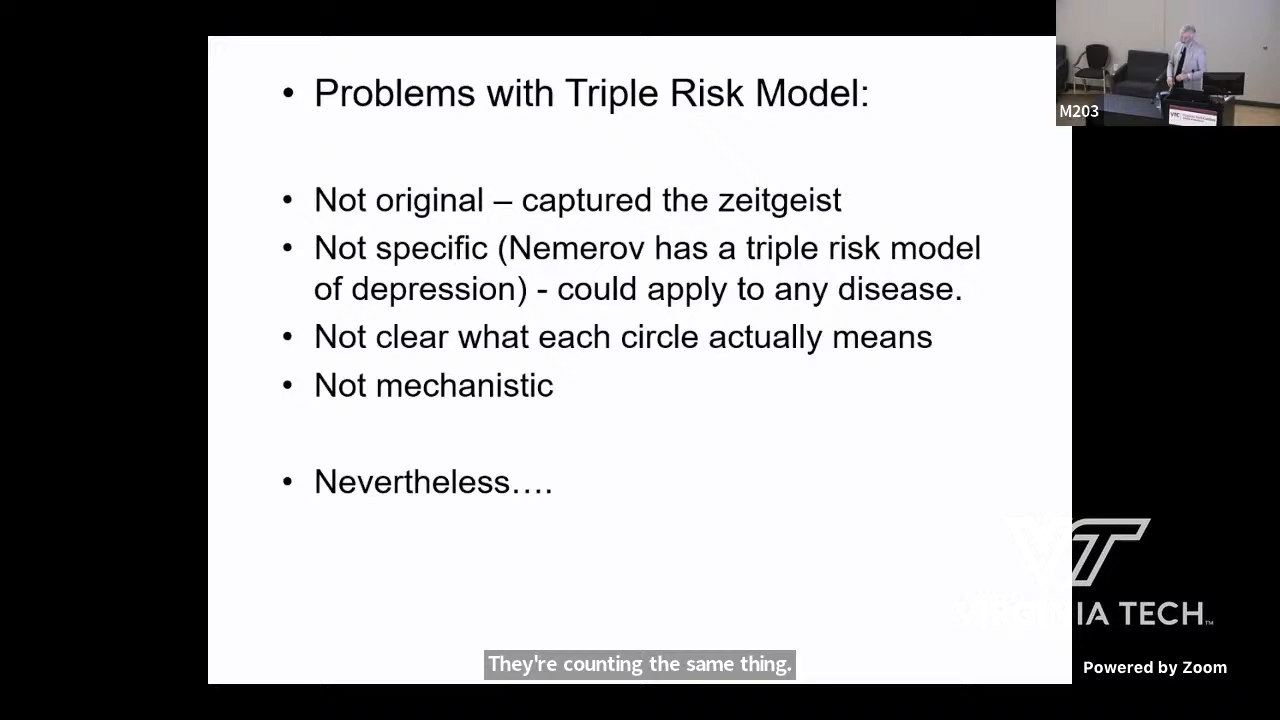 • Problems with Triple Risk Model:
M203
• Not original – captured the zeitgeist
• Not specific (Nemerov has a triple risk model
of depression) - could apply to any disease.
• Not clear what each circle actually means
• Not mechanistic
• Nevertheless….
VT
VIRGINIA TECH™
They're counting the same thing.
Powered by Zoom